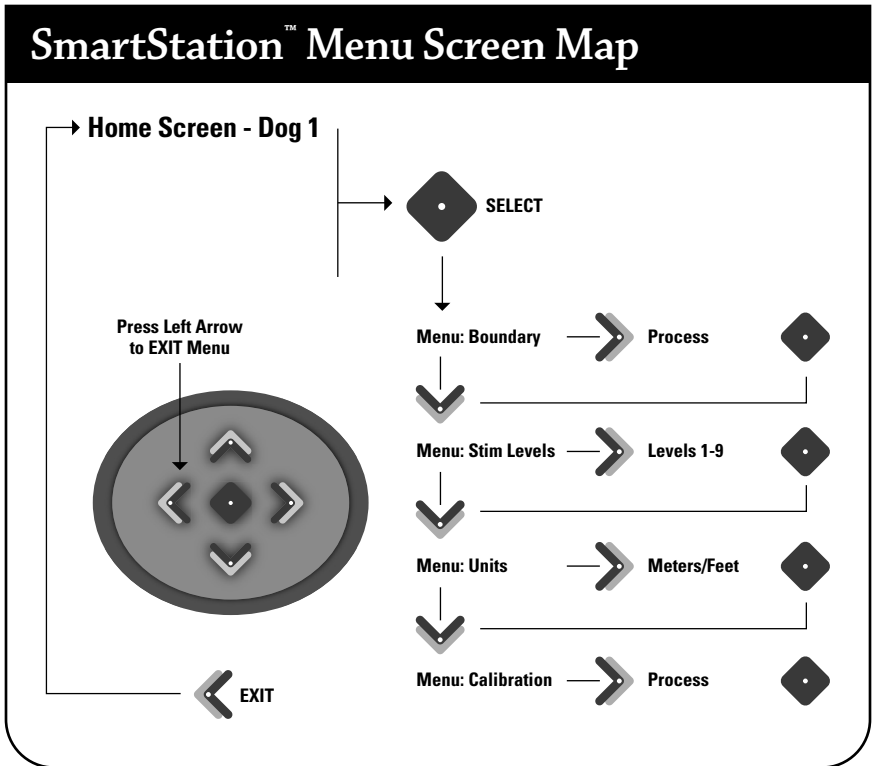 SmartStation™ Menu Screen Map
Home Screen - Dog 1
SELECT
Press Left Arrow
to EXIT Menu
Menu: Boundary
Process
Menu: Stim Levels
Levels 1-9
Menu: Units
Meters/Feet
Menu: Calibration
Process
EXIT